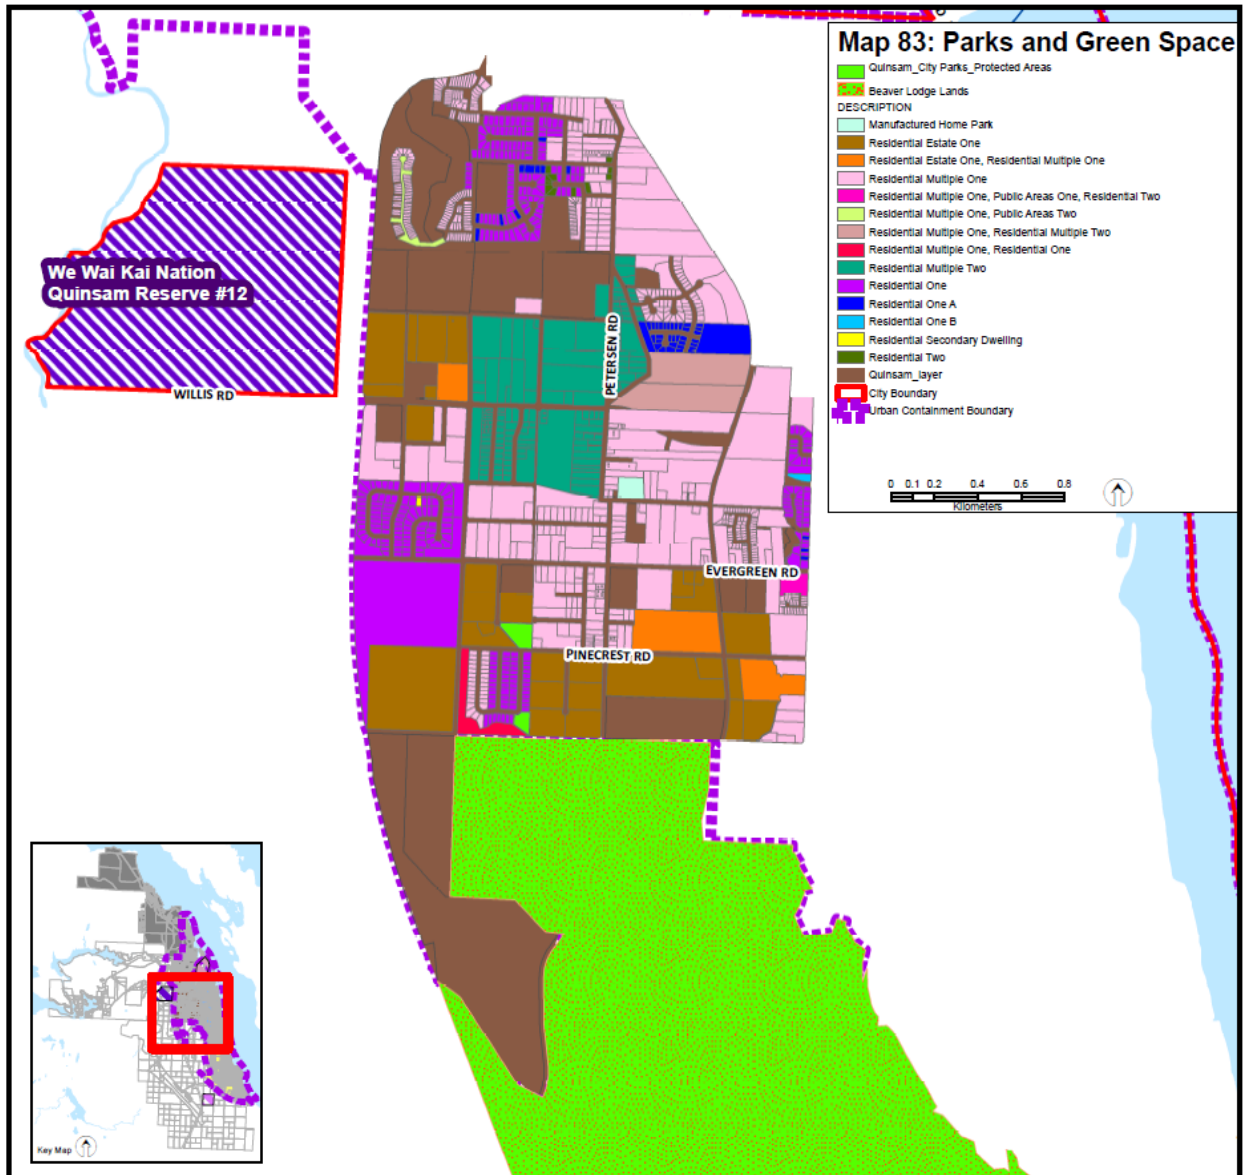 Map 83: Parks and Green Space
Quinsam_City Parks_Protected Areas
Beaver Lodge Lands
DESCRIPTION
Manufactured Home Park
Residential Estate One
Residential Estate One, Residential Multiple One
Residential Multiple One
Residential Multiple One, Public Areas One, Residential Two
Residential Multiple One, Public Areas Two
Residential Multiple One, Residential Multiple Two
Residential Multiple One, Residential One
Residential Multiple Two
Residential One
Residential One A
Residential One B
Residential Secondary Dwelling
Residential Two
Quinsam_layer
City Boundary
Urban Containment Boundary
0 0.1 0.2 0.4 0.6 0.8
Kilometers
We Wai Kai Nation
Quinsam Reserve #12
WILLIS RD
PETERSEN RD
EVERGREEN RD
PINECREST RD
Key Map